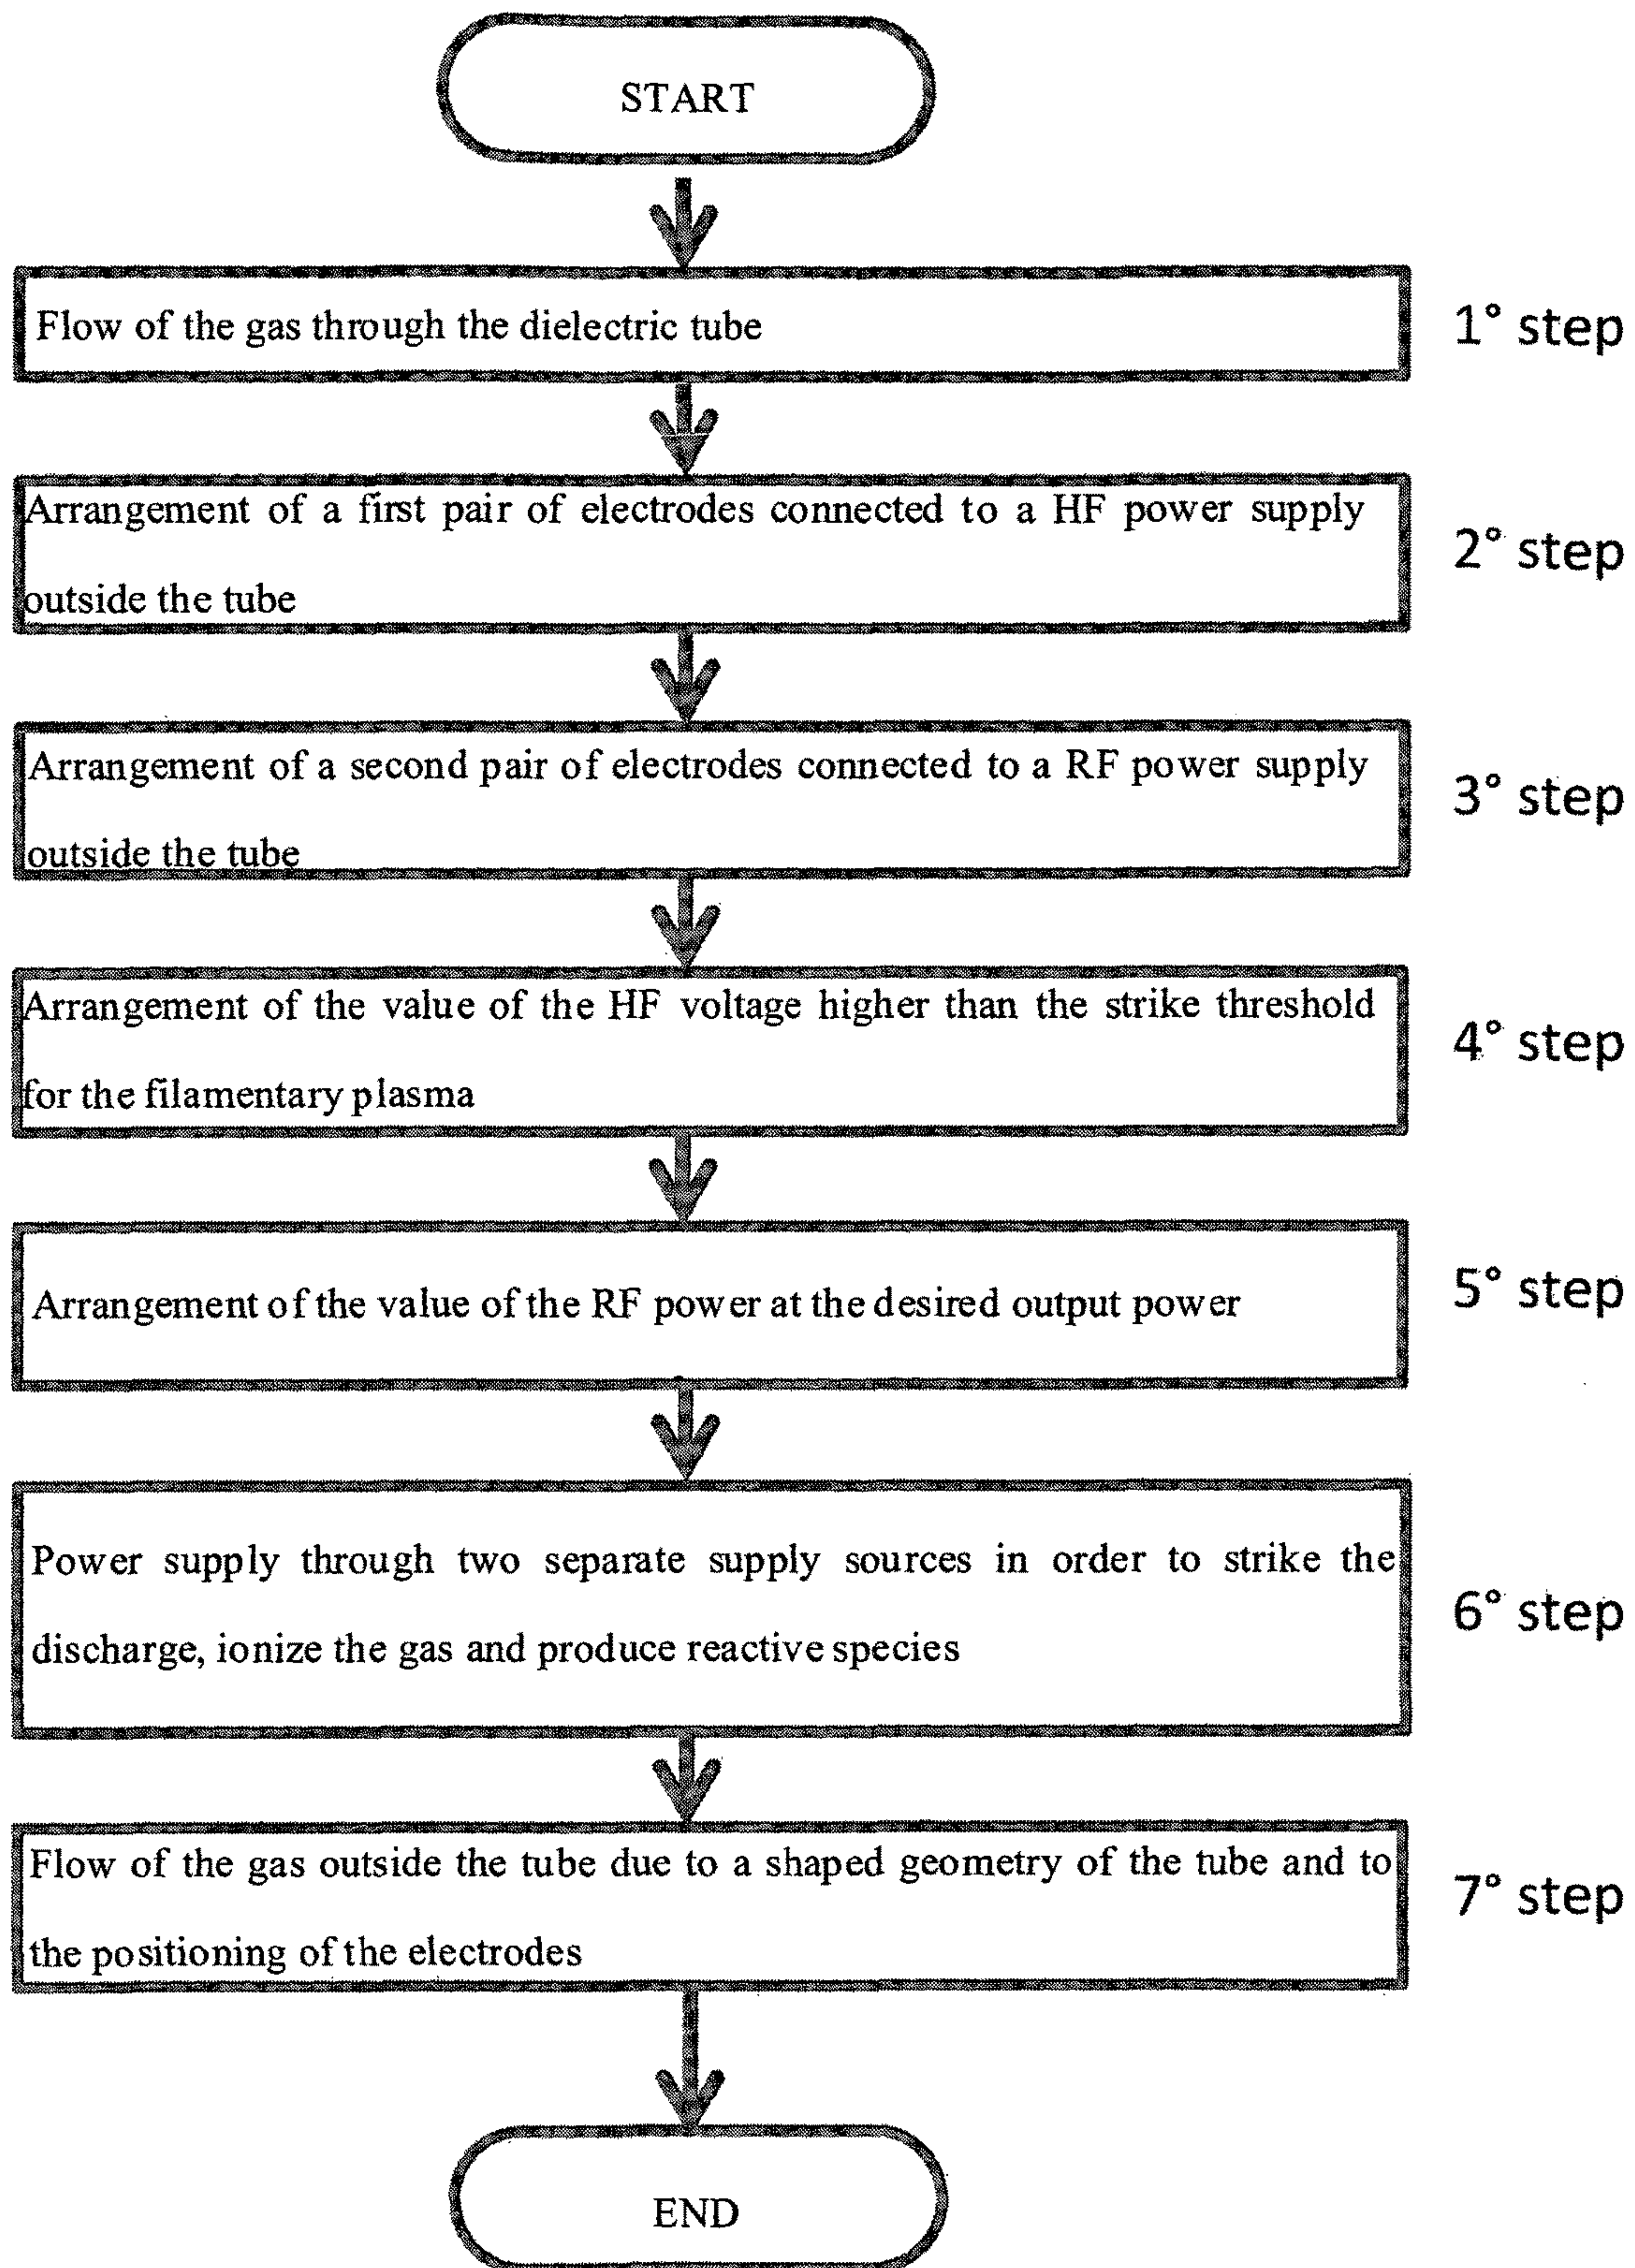 START
Flow of the gas through the dielectric tube
1° step
Arrangement of a first pair of electrodes connected to a HF power supply
outside the tube
2° step
Arrangement of a second pair of electrodes connected to a RF power supply
outside the tube
3° step
Arrangement of the value of the HF voltage higher than the strike threshold
for the filamentary plasma
4° step
Arrangement of the value of the RF power at the desired output power
5° step
Power supply through two separate supply sources in order to strike the
discharge, ionize the gas and produce reactive species
6° step
Flow of the gas outside the tube due to a shaped geometry of the tube and to
the positioning of the electrodes
7° step
END